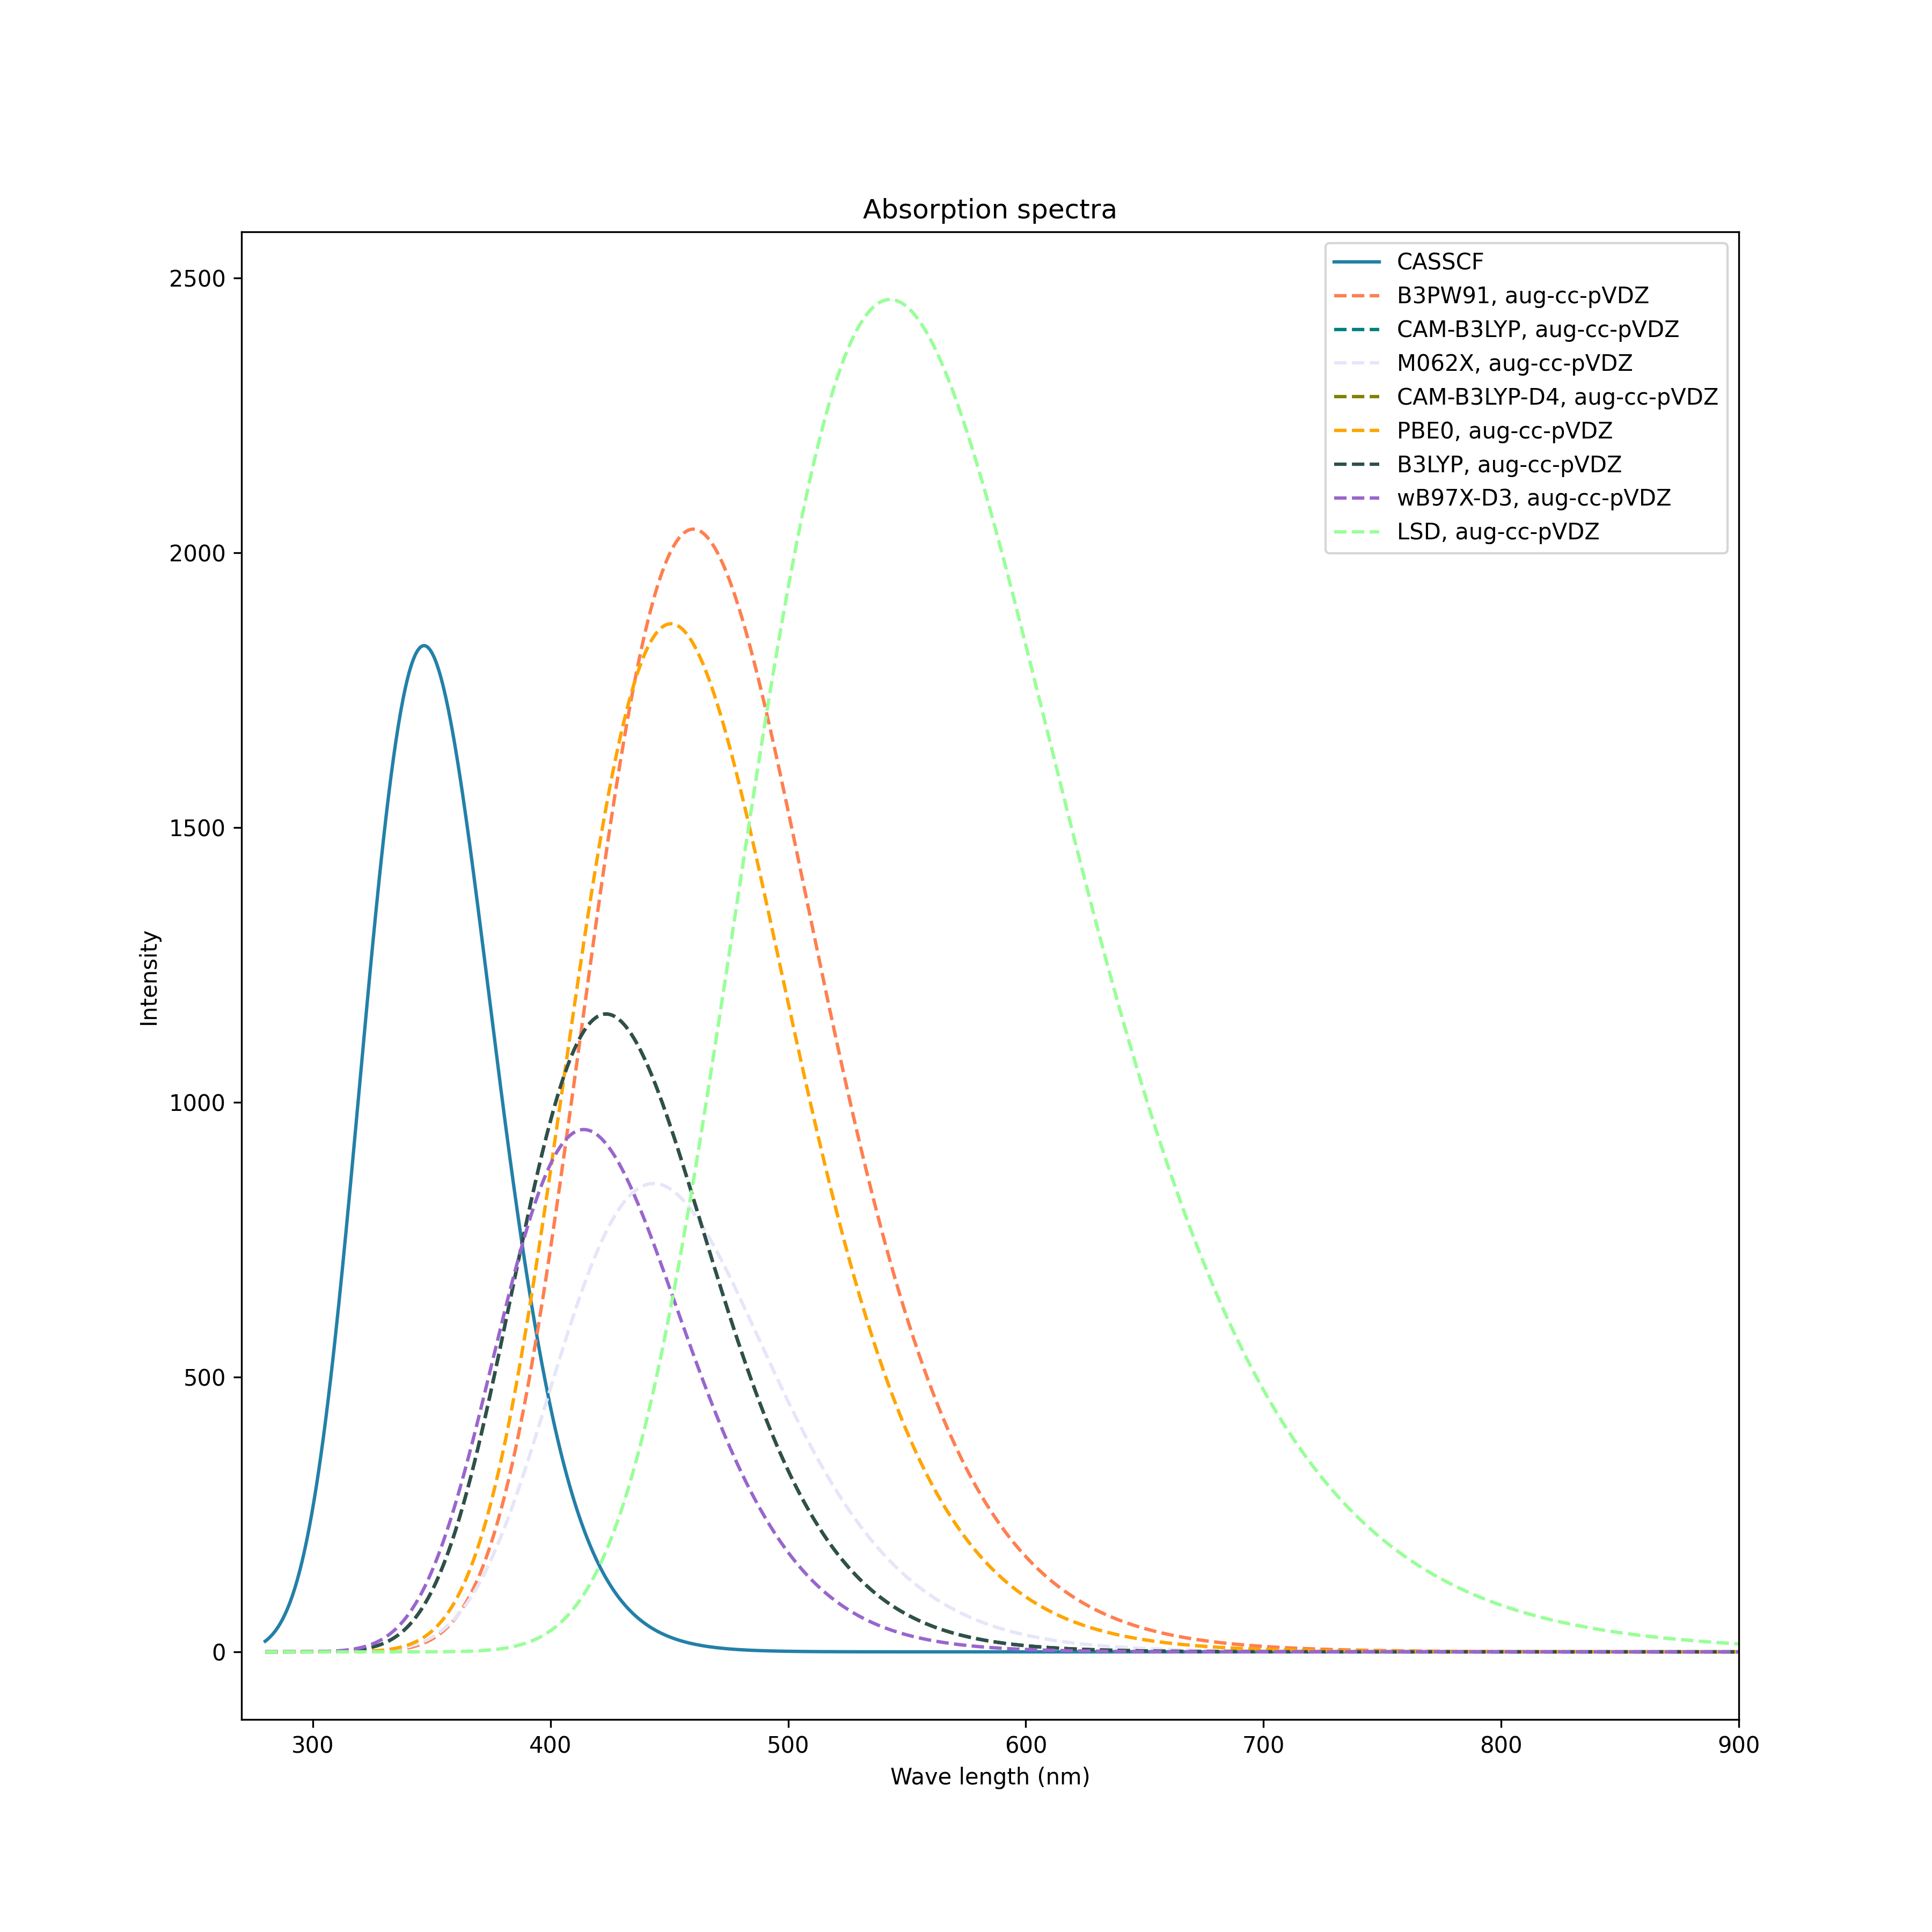 Absorption spectra
CASSCF
B3PW91, aug-cc-pVDZ
CAM-B3LYP, aug-cc-pVDZ
M062X, aug-cc-pVDZ
CAM-B3LYP-D4, aug-cc-pVDZ
PBE0, aug-cc-pVDZ
B3LYP, aug-cc-pVDZ
wB97X-D3, aug-cc-pVDZ
LSD, aug-cc-pVDZ
2500
2000
1500
1000
500
0
Intensity
300 400 500 600 700 800 900
Wave length (nm)